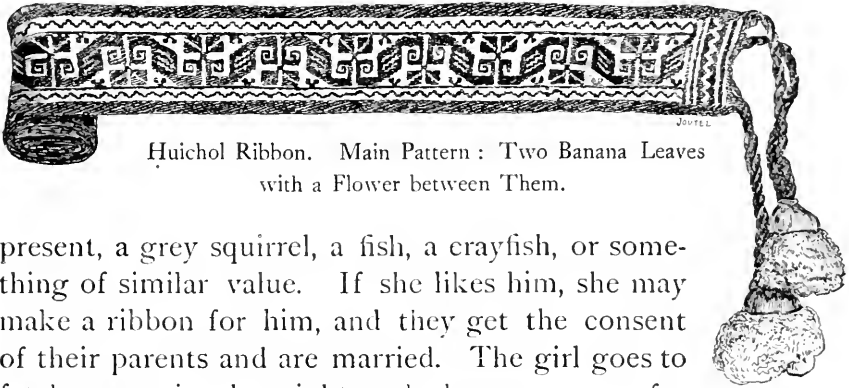 JOUTEL
Huichol Ribbon. Main Pattern : Two Banana Leaves
with a Flower between Them.
present, a grey squirrel, a fish, a crayfish, or some-
thing of similar value. If she likes him, she may
make a ribbon for him, and they get the consent
of their parents and are married. The girl goes to